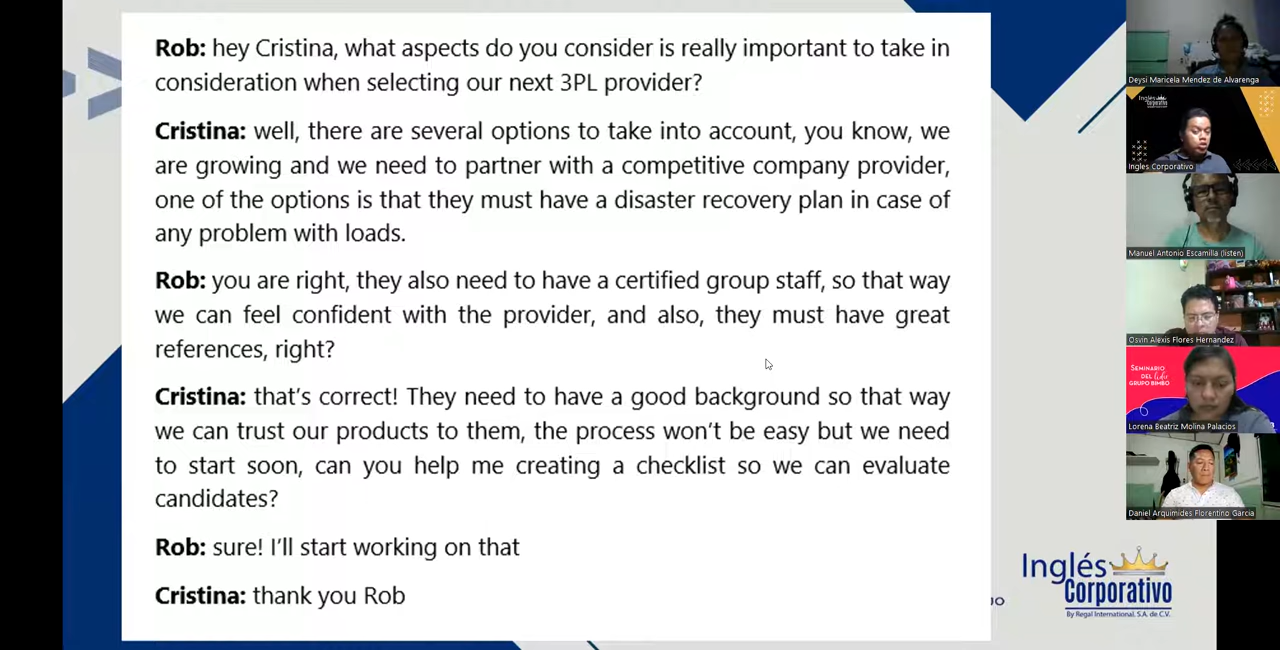 Rob: hey Cristina, what aspects do you consider is really important to take in
consideration when selecting our next 3PL provider?
Cristina: well, there are several options to take into account, you know, we
are growing and we need to partner with a competitive company provider,
one of the options is that they must have a disaster recovery plan in case of
any problem with loads.
Rob: you are right, they also need to have a certified group staff, so that way
we can feel confident with the provider, and also, they must have great
references, right?
Cristina: that's correct! They need to have a good background so that way
we can trust our products to them, the process won't be easy but we need
to start soon, can you help me creating a checklist so we can evaluate
candidates?
Rob: sure! I'll start working on that
Cristina: thank you Rob
Deysi Maricela Mendez de Alvarenga
Inglés Corporativo
Ingles Corporativo
Manuel Antonio Escamilla (listen)
Osvin Alexis Flores Hernandez
SEMINARIO
DEL líder
GRUPO BIMBO
Lorena Beatriz Molina Palacios
Daniel Arquimides Florentino Garcia
Inglés
Corporativo
By Regal International, S.A. de C.V.